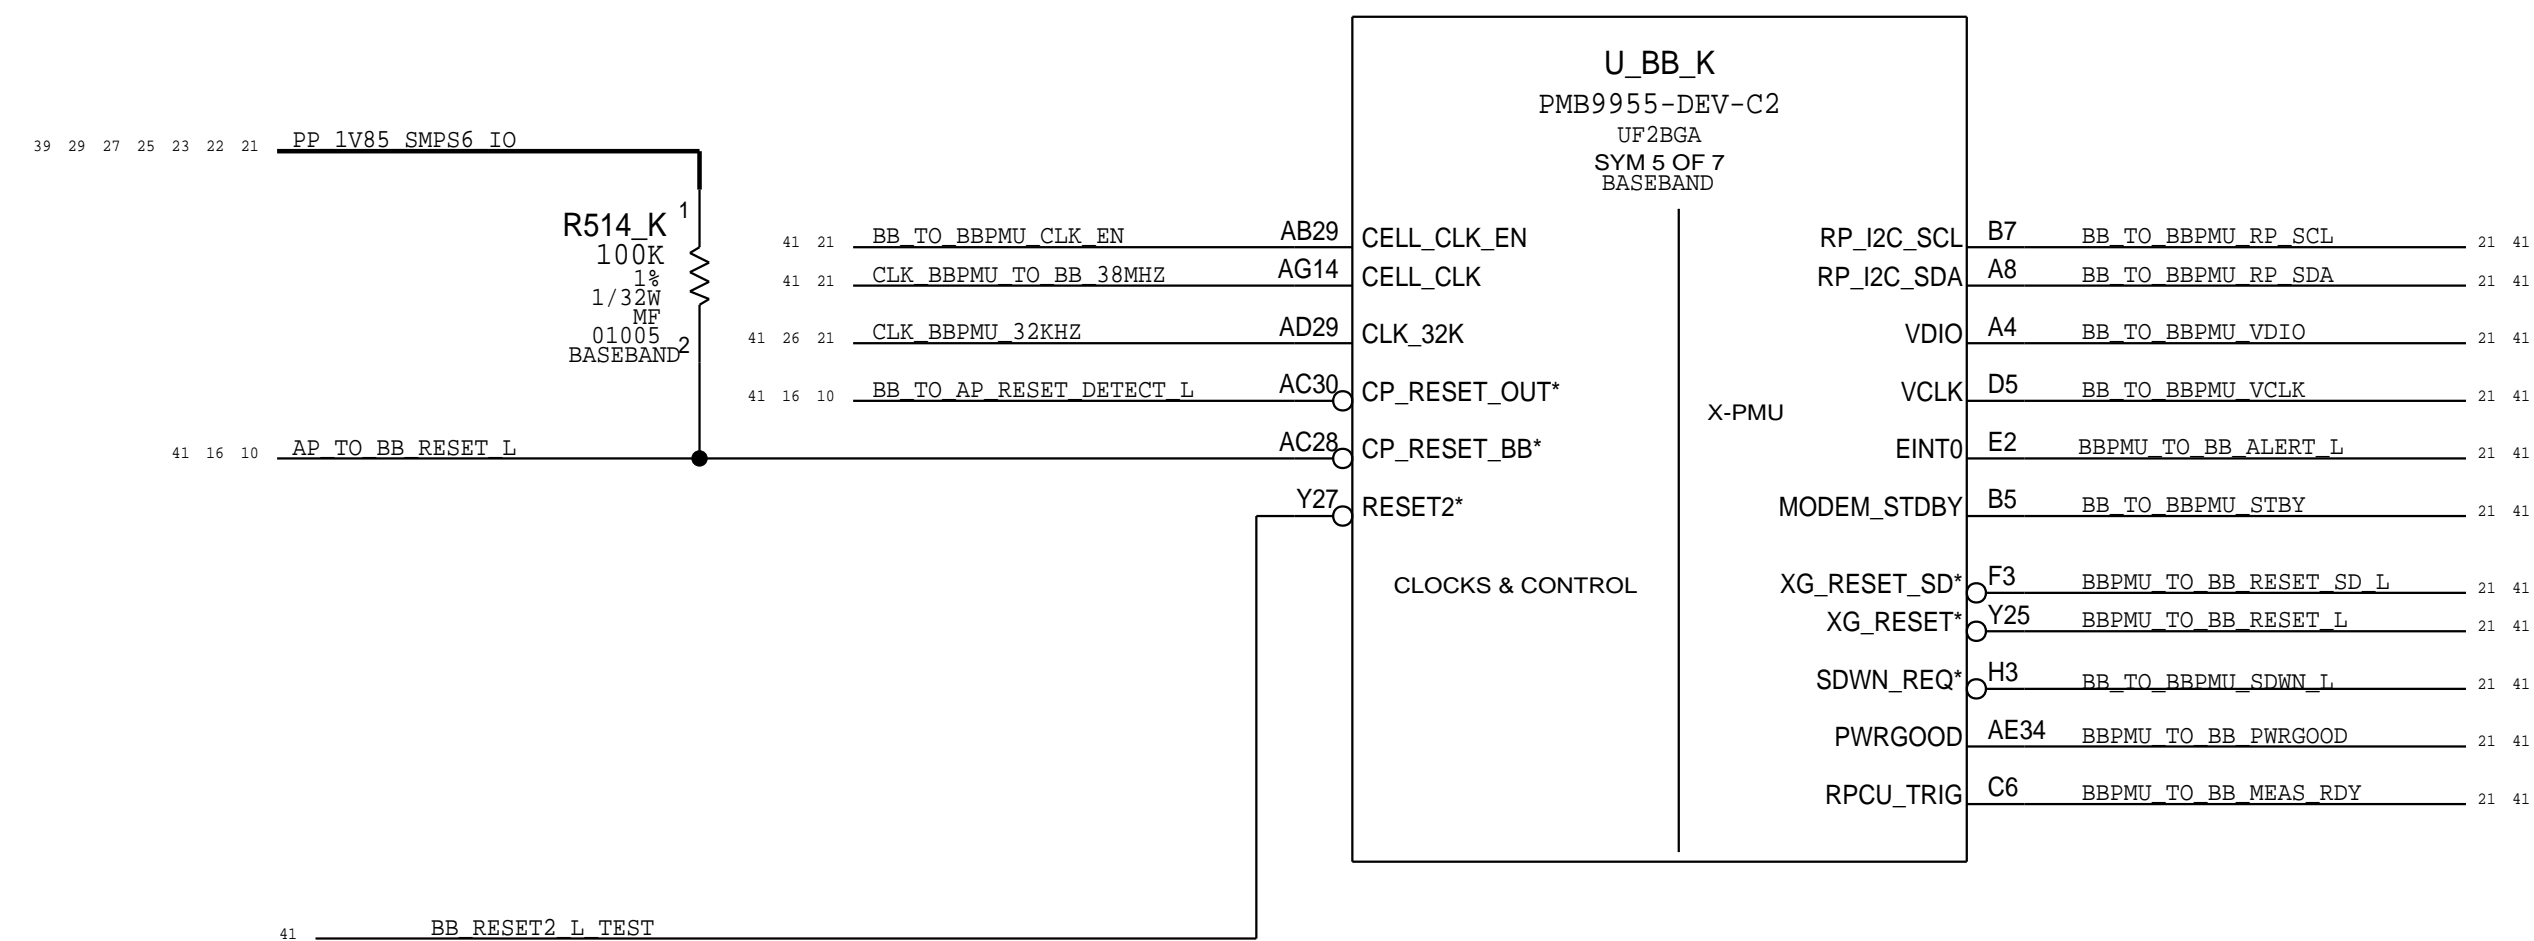 U_BB_K
PMB9955-DEV-C2
UF2BGA
SYM 5 OF 7
BASEBAND
39 29 27 25 23 22 21 PP_1V85_SMPS6_IO
R514_K 1
100K
1%
1/32W
MF
01005
BASEBAND 2
41 21 BB_TO_BBPMU_CLK_EN AB29 CELL_CLK_EN
41 21 CLK_BBPMU_TO_BB_38MHZ AG14 CELL_CLK
41 26 21 CLK_BBPMU_32KHZ AD29 CLK_32K
41 16 10 BB_TO_AP_RESET_DETECT_L AC30 CP_RESET_OUT*
41 16 10 AP_TO_BB_RESET_L AC28 CP_RESET_BB*
Y27 RESET2*
CLOCKS & CONTROL
X-PMU
RP_I2C_SCL B7 BB_TO_BBPMU_RP_SCL 21 41
RP_I2C_SDA A8 BB_TO_BBPMU_RP_SDA 21 41
VDIO A4 BB_TO_BBPMU_VDIO 21 41
VCLK D5 BB_TO_BBPMU_VCLK 21 41
EINT0 E2 BBPMU_TO_BB_ALERT_L 21 41
MODEM_STDBY B5 BB_TO_BBPMU_STBY 21 41
XG_RESET_SD* F3 BBPMU_TO_BB_RESET_SD_L 21 41
XG_RESET* Y25 BBPMU_TO_BB_RESET_L 21 41
SDWN_REQ* H3 BB_TO_BBPMU_SDWN_L 21 41
PWRGOOD AE34 BBPMU_TO_BB_PWRGOOD 21 41
RPCU_TRIG C6 BBPMU_TO_BB_MEAS_RDY 21 41
41 BB_RESET2_L_TEST